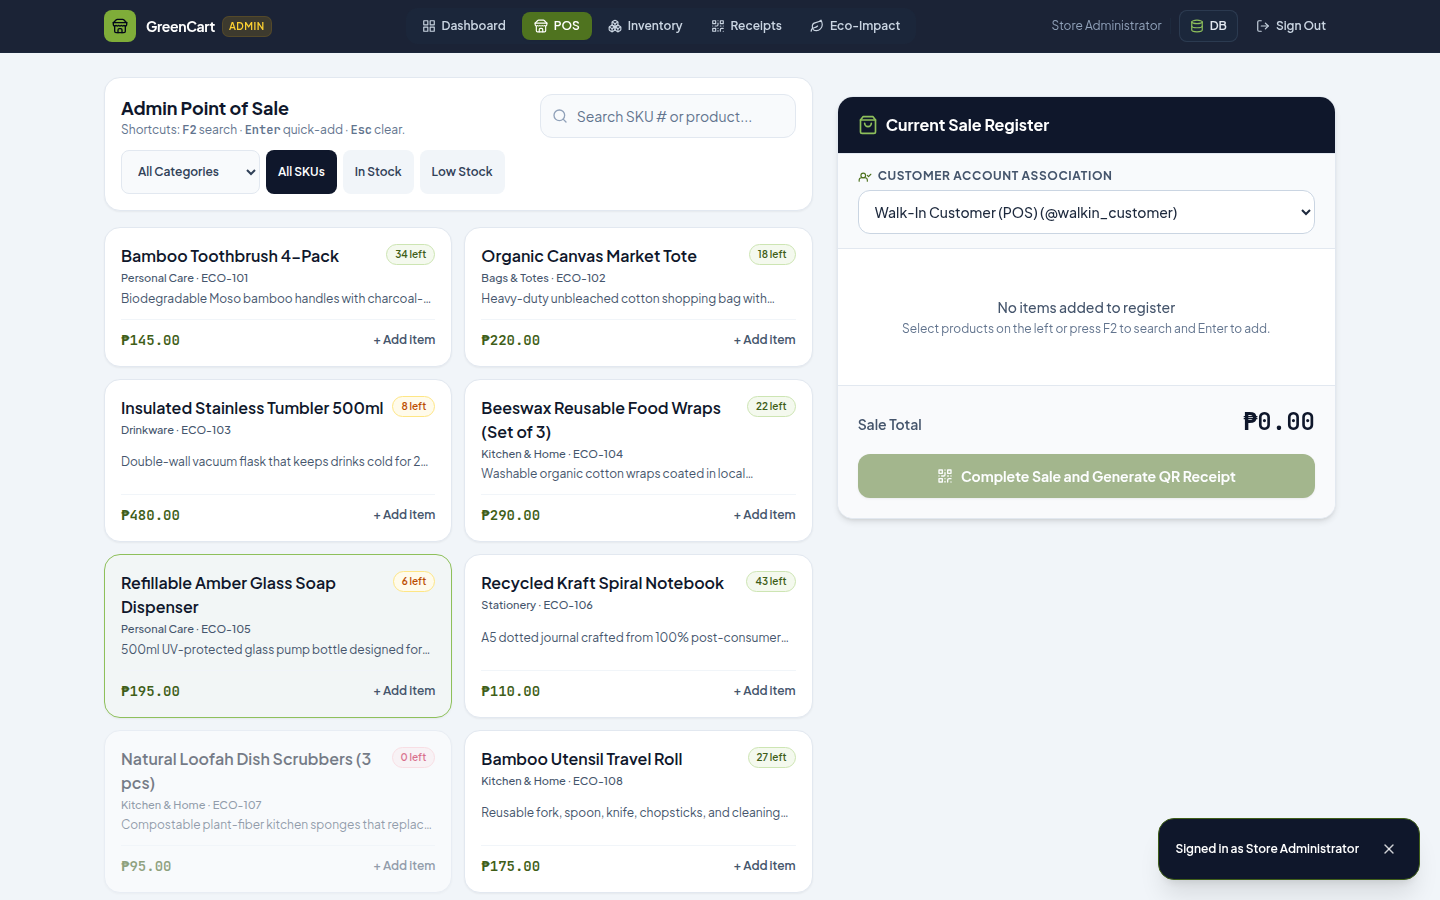 GreenCart ADMIN
Dashboard
POS
Inventory
Receipts
Eco-Impact
Store Administrator
DB
Sign Out
Admin Point of Sale
Shortcuts: F2 search · Enter quick-add · Esc clear.
Search SKU # or product...
All Categories
All SKUs
In Stock
Low Stock
Bamboo Toothbrush 4-Pack
34 left
Personal Care · ECO-101
Biodegradable Moso bamboo handles with charcoal-...
₱145.00
+ Add item
Organic Canvas Market Tote
18 left
Bags & Totes · ECO-102
Heavy-duty unbleached cotton shopping bag with...
₱220.00
+ Add item
Insulated Stainless Tumbler 500ml
8 left
Drinkware · ECO-103
Double-wall vacuum flask that keeps drinks cold for 2...
₱480.00
+ Add item
Beeswax Reusable Food Wraps
(Set of 3)
22 left
Kitchen & Home · ECO-104
Washable organic cotton wraps coated in local...
₱290.00
+ Add item
Refillable Amber Glass Soap
Dispenser
6 left
Personal Care · ECO-105
500ml UV-protected glass pump bottle designed for...
₱195.00
+ Add item
Recycled Kraft Spiral Notebook
43 left
Stationery · ECO-106
A5 dotted journal crafted from 100% post-consumer...
₱110.00
+ Add item
Natural Loofah Dish Scrubbers (3
pcs)
0 left
Kitchen & Home · ECO-107
Compostable plant-fiber kitchen sponges that replac...
₱95.00
+ Add item
Bamboo Utensil Travel Roll
27 left
Kitchen & Home · ECO-108
Reusable fork, spoon, knife, chopsticks, and cleaning...
₱175.00
+ Add item
Current Sale Register
CUSTOMER ACCOUNT ASSOCIATION
Walk-In Customer (POS) (@walkin_customer)
No items added to register
Select products on the left or press F2 to search and Enter to add.
Sale Total
₱0.00
Complete Sale and Generate QR Receipt
Signed in as Store Administrator